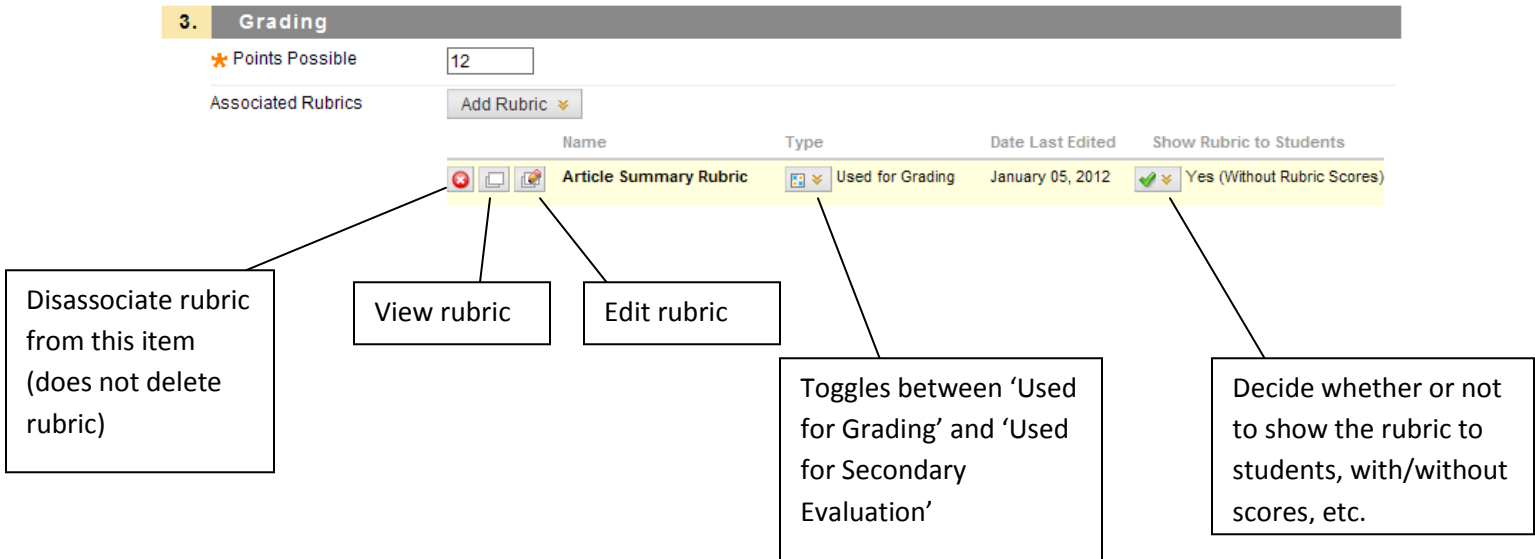 3. Grading
Points Possible
12
Associated Rubrics
Add Rubric
Name Type Date Last Edited Show Rubric to Students
Article Summary Rubric Used for Grading January 05, 2012 Yes (Without Rubric Scores)
Disassociate rubric
from this item
(does not delete
rubric)
View rubric
Edit rubric
Toggles between ‘Used
for Grading’ and ‘Used
for Secondary
Evaluation’
Decide whether or not
to show the rubric to
students, with/without
scores, etc.